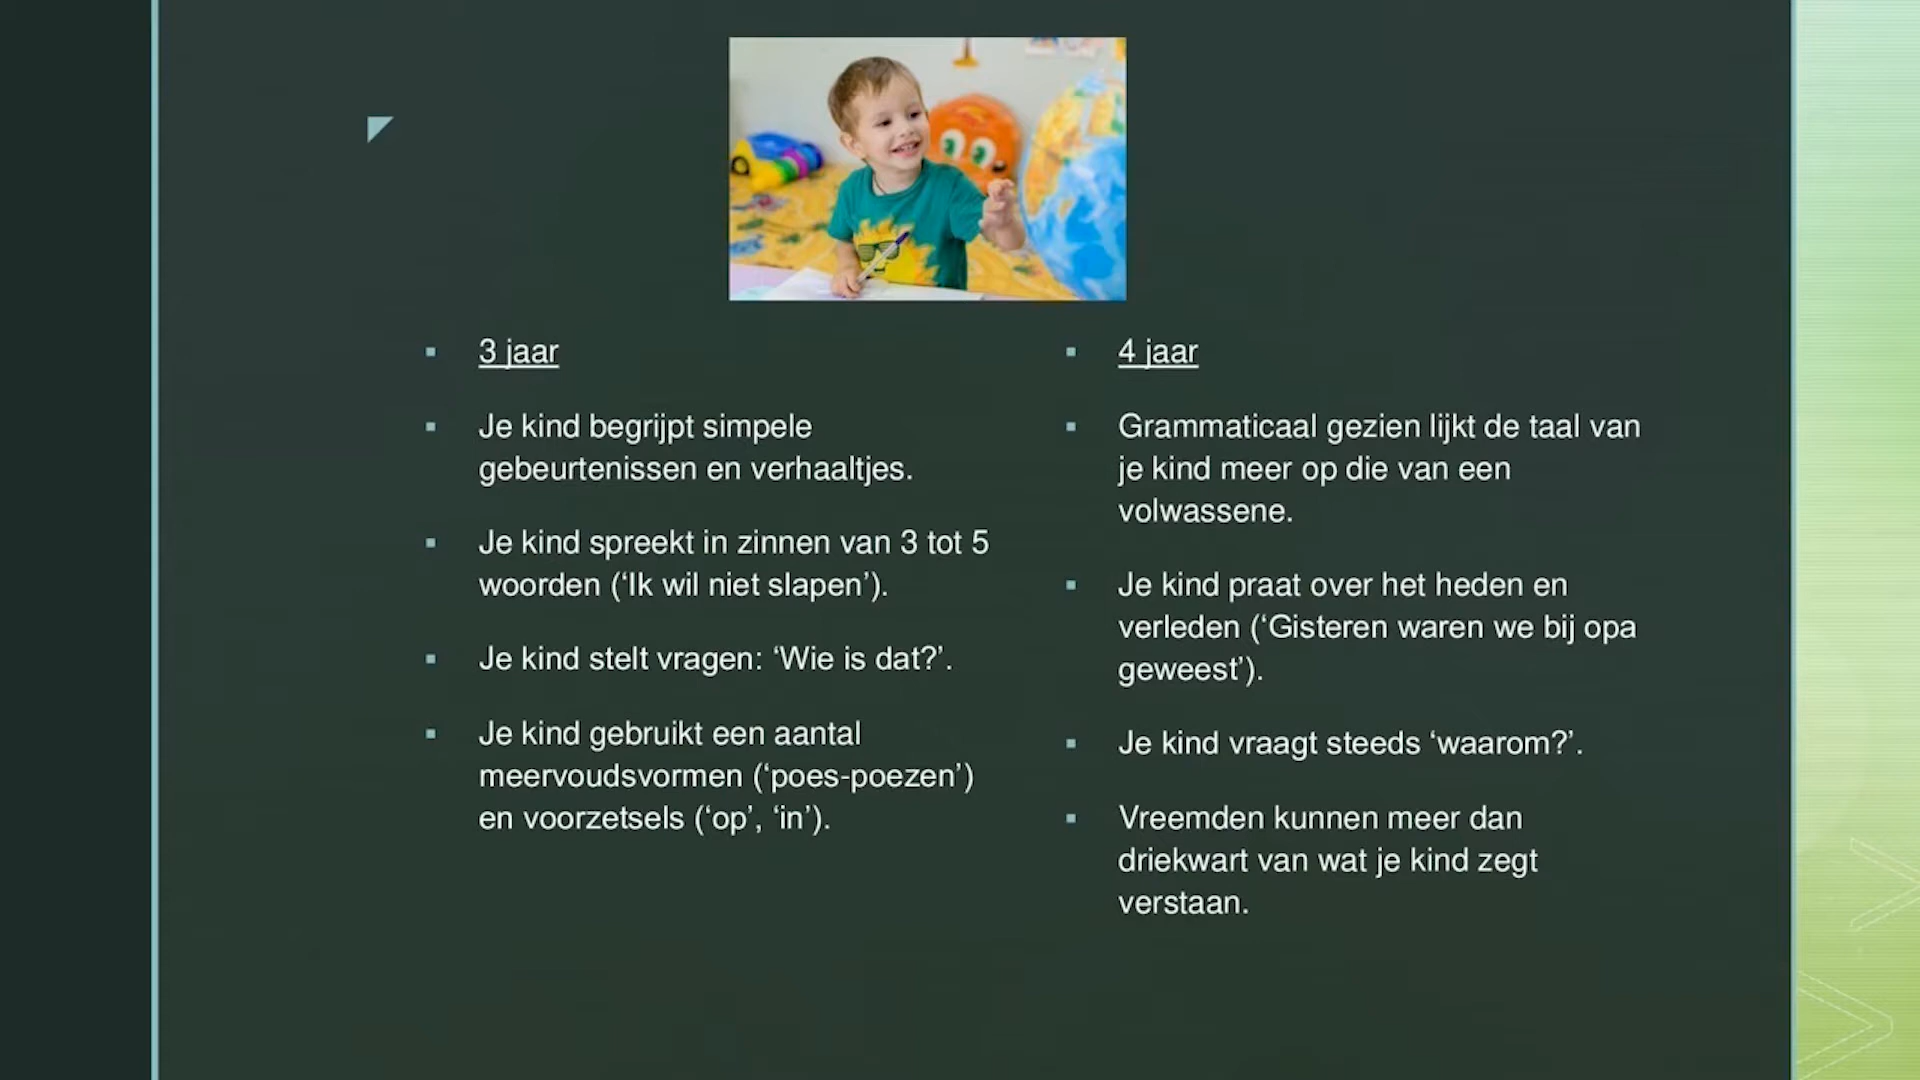 3 jaar
Je kind begrijpt simpele
gebeurtenissen en verhaaltjes.
Je kind spreekt in zinnen van 3 tot 5
woorden (‘Ik wil niet slapen’).
Je kind stelt vragen: ‘Wie is dat?’.
Je kind gebruikt een aantal
meervoudsvormen (‘poes-poezen’)
en voorzetsels (‘op’, ‘in’).
4 jaar
Grammaticaal gezien lijkt de taal van
je kind meer op die van een
volwassene.
Je kind praat over het heden en
verleden (‘Gisteren waren we bij opa
geweest’).
Je kind vraagt steeds ‘waarom?’.
Vreemden kunnen meer dan
driekwart van wat je kind zegt
verstaan.